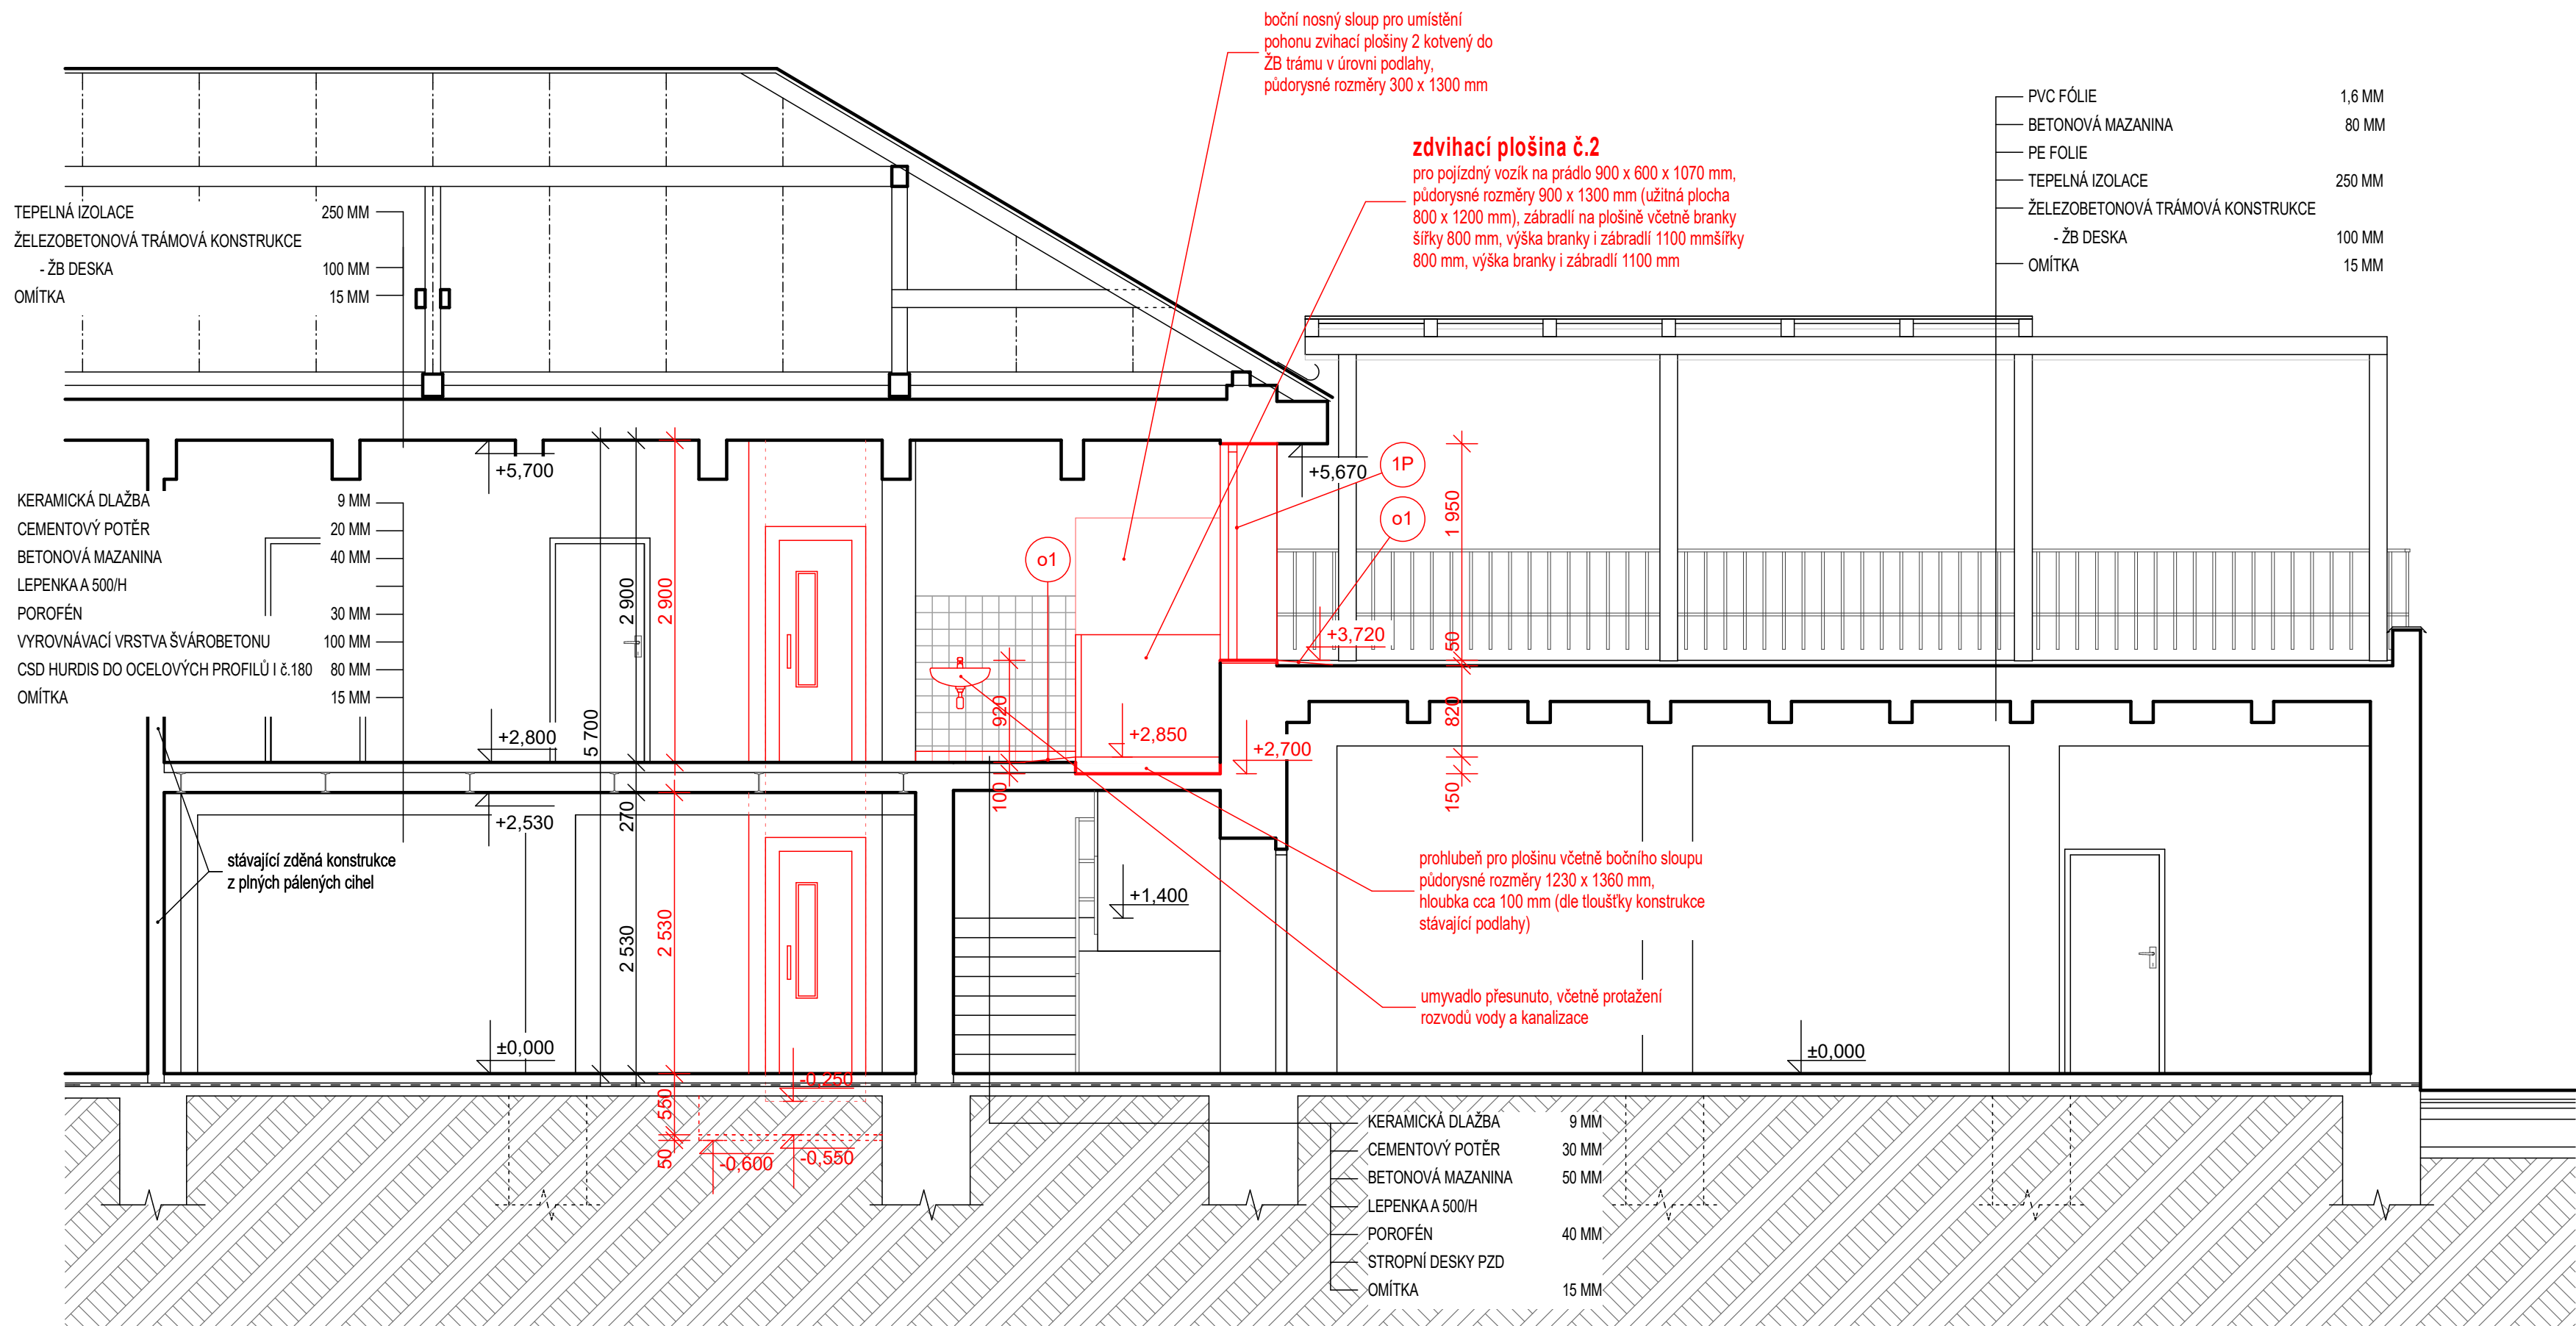 boční nosný sloup pro umístění
pohonu zvihací plošiny 2 kotvený do
ŽB trámu v úrovni podlahy,
půdorysné rozměry 300 x 1300 mm
zdvihací plošina č.2
pro pojízdný vozík na prádlo 900 x 600 x 1070 mm,
půdorysné rozměry 900 x 1300 mm (užitná plocha
800 x 1200 mm), zábradlí na plošině včetně branky
šířky 800 mm, výška branky i zábradlí 1100 mmšířky
800 mm, výška branky i zábradlí 1100 mm
PVC FÓLIE 1,6 MM
BETONOVÁ MAZANINA 80 MM
PE FOLIE
TEPELNÁ IZOLACE 250 MM
ŽELEZOBETONOVÁ TRÁMOVÁ KONSTRUKCE
- ŽB DESKA 100 MM
OMÍTKA 15 MM
TEPELNÁ IZOLACE 250 MM
ŽELEZOBETONOVÁ TRÁMOVÁ KONSTRUKCE
- ŽB DESKA 100 MM
OMÍTKA 15 MM
+5,700
+5,670
1P
o1
1 950
KERAMICKÁ DLAŽBA 9 MM
CEMENTOVÝ POTĚR 20 MM
BETONOVÁ MAZANINA 40 MM
LEPENKA A 500/H
POROFÉN 30 MM
VYROVNÁVACÍ VRSTVA ŠVÁROBETONU 100 MM
CSD HURDIS DO OCELOVÝCH PROFILŮ I č.180 80 MM
OMÍTKA 15 MM
o1
2 900
2 900
+3,720
50
920
820
5 700
+2,800
+2,850
+2,700
100
150
270
+2,530
stávající zděná konstrukce
z plných pálených cihel
+1,400
2 530
2 530
prohlubeň pro plošinu včetně bočního sloupu
půdorysné rozměry 1230 x 1360 mm,
hloubka cca 100 mm (dle tloušťky konstrukce
stávající podlahy)
umyvadlo přesunuto, včetně protažení
rozvodů vody a kanalizace
±0,000
±0,000
-0,250
550
50
-0,600
-0,550
KERAMICKÁ DLAŽBA 9 MM
CEMENTOVÝ POTĚR 30 MM
BETONOVÁ MAZANINA 50 MM
LEPENKA A 500/H
POROFÉN 40 MM
STROPNÍ DESKY PZD
OMÍTKA 15 MM